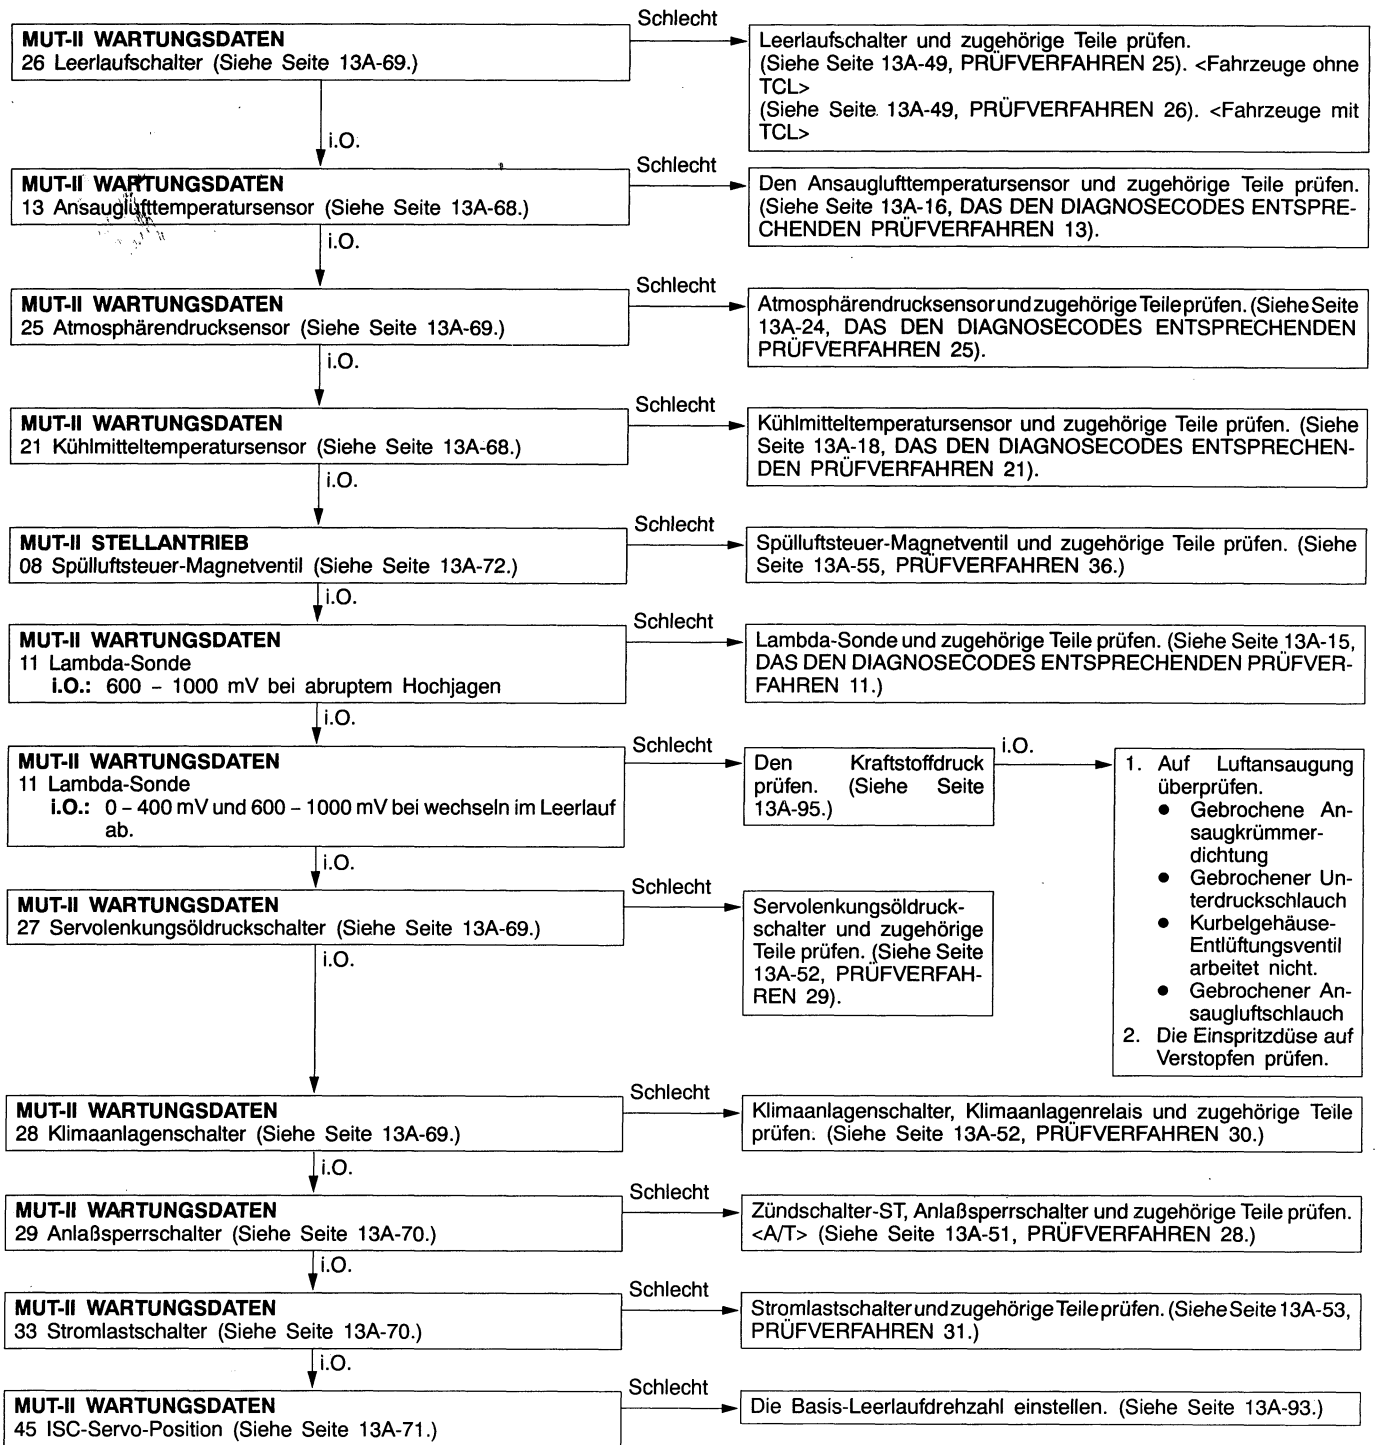 MUT-II WARTUNGSDATEN
26 Leerlaufschalter (Siehe Seite 13A-69.)
Schlecht
Leerlaufschalter und zugehörige Teile prüfen.
(Siehe Seite 13A-49, PRÜFVERFAHREN 25). <Fahrzeuge ohne
TCL>
(Siehe Seite 13A-49, PRÜFVERFAHREN 26). <Fahrzeuge mit
TCL>
i.O.
MUT-II WARTUNGSDATEN
13 Ansauglufttemperatursensor (Siehe Seite 13A-68.)
Schlecht
Den Ansauglufttemperatursensor und zugehörige Teile prüfen.
(Siehe Seite 13A-16, DAS DEN DIAGNOSECODES ENTSPRE-
CHENDEN PRÜFVERFAHREN 13).
i.O.
MUT-II WARTUNGSDATEN
25 Atmosphärendrucksensor (Siehe Seite 13A-69.)
Schlecht
Atmosphärendrucksensor und zugehörige Teile prüfen. (Siehe Seite
13A-24, DAS DEN DIAGNOSECODES ENTSPRECHENDEN
PRÜFVERFAHREN 25).
i.O.
MUT-II WARTUNGSDATEN
21 Kühlmitteltemperatursensor (Siehe Seite 13A-68.)
Schlecht
Kühlmitteltemperatursensor und zugehörige Teile prüfen. (Siehe
Seite 13A-18, DAS DEN DIAGNOSECODES ENTSPRECHEN-
DEN PRÜFVERFAHREN 21).
i.O.
MUT-II STELLANTRIEB
08 Spülluftsteuer-Magnetventil (Siehe Seite 13A-72.)
Schlecht
Spülluftsteuer-Magnetventil und zugehörige Teile prüfen. (Siehe
Seite 13A-55, PRÜFVERFAHREN 36.)
i.O.
MUT-II WARTUNGSDATEN
11 Lambda-Sonde
i.O.: 600 – 1000 mV bei abruptem Hochjagen
Schlecht
Lambda-Sonde und zugehörige Teile prüfen. (Siehe Seite 13A-15,
DAS DEN DIAGNOSECODES ENTSPRECHENDEN PRÜFVER-
FAHREN 11.)
i.O.
MUT-II WARTUNGSDATEN
11 Lambda-Sonde
i.O.: 0 – 400 mV und 600 – 1000 mV bei wechseln im Leerlauf
ab.
Schlecht
Den Kraftstoffdruck
prüfen. (Siehe Seite
13A-95.)
i.O.
1. Auf Luftansaugung
überprüfen.
● Gebrochene An-
saugkrümmer-
dichtung
● Gebrochener Un-
terdruckschlauch
● Kurbelgehäuse-
Entlüftungsventil
arbeitet nicht.
● Gebrochener An-
saugluftschlauch
2. Die Einspritzdüse auf
Verstopfen prüfen.
i.O.
MUT-II WARTUNGSDATEN
27 Servolenkungsöldruckschalter (Siehe Seite 13A-69.)
Schlecht
Servolenkungsöldruck-
schalter und zugehörige
Teile prüfen. (Siehe Seite
13A-52, PRÜFVERFAH-
REN 29).
i.O.
MUT-II WARTUNGSDATEN
28 Klimaanlagenschalter (Siehe Seite 13A-69.)
Schlecht
Klimaanlagenschalter, Klimaanlagenrelais und zugehörige Teile
prüfen. (Siehe Seite 13A-52, PRÜFVERFAHREN 30.)
i.O.
MUT-II WARTUNGSDATEN
29 Anlaßsperrschalter (Siehe Seite 13A-70.)
Schlecht
Zündschalter-ST, Anlaßsperrschalter und zugehörige Teile prüfen.
<A/T> (Siehe Seite 13A-51, PRÜFVERFAHREN 28.)
i.O.
MUT-II WARTUNGSDATEN
33 Stromlastschalter (Siehe Seite 13A-70.)
Schlecht
Stromlastschalter und zugehörige Teile prüfen. (Siehe Seite 13A-53,
PRÜFVERFAHREN 31.)
i.O.
MUT-II WARTUNGSDATEN
45 ISC-Servo-Position (Siehe Seite 13A-71.)
Schlecht
Die Basis-Leerlaufdrehzahl einstellen. (Siehe Seite 13A-93.)